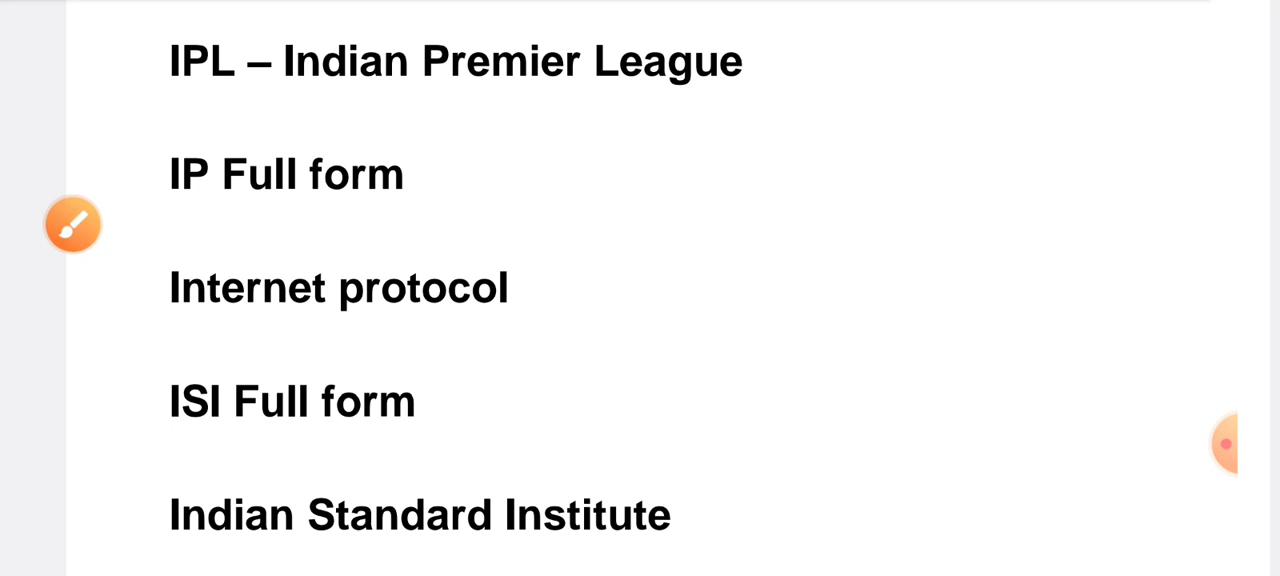 IPL – Indian Premier League
IP Full form
Internet protocol
ISI Full form
Indian Standard Institute